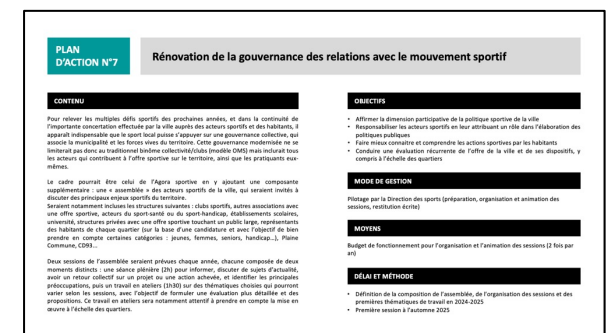 PLAN
D'ACTION N°7
Rénovation de la gouvernance des relations avec le mouvement sportif
CONTENU
Pour relever les multiples défis sportifs des prochaines années, et dans la continuité de
l'importante concertation effectuée par la ville auprès des acteurs sportifs et des habitants, il
apparaît indispensable que le sport local puisse s'appuyer sur une gouvernance collective, qui
associe la municipalité et les forces vives du territoire. Cette gouvernance modernisée ne se
limiterait pas donc au traditionnel binôme collectivité/clubs (modèle OMS) mais inclurait tous
les acteurs qui contribuent à l'offre sportive sur le territoire, ainsi que les pratiquants eux-
mêmes.
Le cadre pourrait être celui de l'Agora sportive en y ajoutant une composante
supplémentaire : une « assemblée » des acteurs sportifs de la ville, qui seraient invités à
discuter des principaux enjeux sportifs du territoire.
Seraient notamment incluses les structures suivantes : clubs sportifs, autres associations avec
une offre sportive, acteurs du sport-santé ou du sport-handicap, établissements scolaires,
université, structures privées avec une offre sportive touchant un public large, représentants
des habitants de chaque quartier (sur la base d'une candidature et avec l'objectif de bien
prendre en compte certaines catégories : jeunes, femmes, seniors, handicap…), Plaine
Commune, CD93…
Deux sessions de l'assemblée seraient prévues chaque année, chacune composée de deux
moments distincts : une séance plénière (2h) pour informer, discuter de sujets d'actualité,
avoir un retour collectif sur un projet ou une action achevée, et identifier les principales
préoccupations, puis un travail en ateliers (1h30) sur des thématiques choisies qui pourront
varier selon les sessions, avec l'objectif de formuler une évaluation plus détaillée et des
propositions. Ce travail en ateliers sera notamment attentif à prendre en compte la mise en
œuvre à l'échelle des quartiers.
OBJECTIFS
• Affirmer la dimension participative de la politique sportive de la ville
• Responsabiliser les acteurs sportifs en leur attribuant un rôle dans l'élaboration des
politiques publiques
• Faire mieux connaitre et comprendre les actions sportives par les habitants
• Conduire une évaluation récurrente de l'offre de la ville et de ses dispositifs, y
compris à l'échelle des quartiers
MODE DE GESTION
Pilotage par la Direction des sports (préparation, organisation et animation des
sessions, restitution écrite)
MOYENS
Budget de fonctionnement pour l'organisation et l'animation des sessions (2 fois par
an)
DÉLAI ET MÉTHODE
• Définition de la composition de l'assemblée, de l'organisation des sessions et des
premières thématiques de travail en 2024-2025
• Première session à l'automne 2025